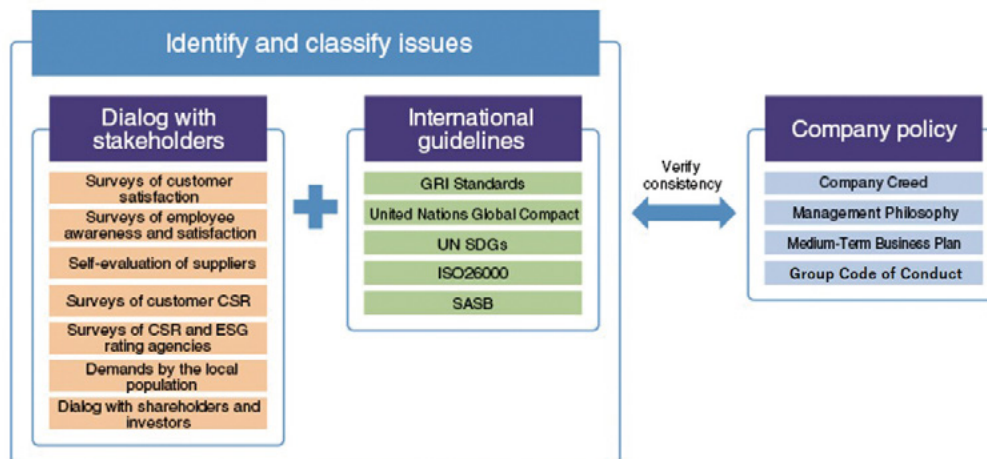 Identify and classify issues
Dialog with
stakeholders
Surveys of customer
satisfaction
Surveys of employee
awareness and satisfaction
Self-evaluation of suppliers
Surveys of customer CSR
Surveys of CSR and ESG
rating agencies
Demands by the local
population
Dialog with shareholders and
investors
International
guidelines
GRI Standards
United Nations Global Compact
UN SDGs
ISO26000
SASB
Verify
consistency
Company policy
Company Creed
Management Philosophy
Medium-Term Business Plan
Group Code of Conduct